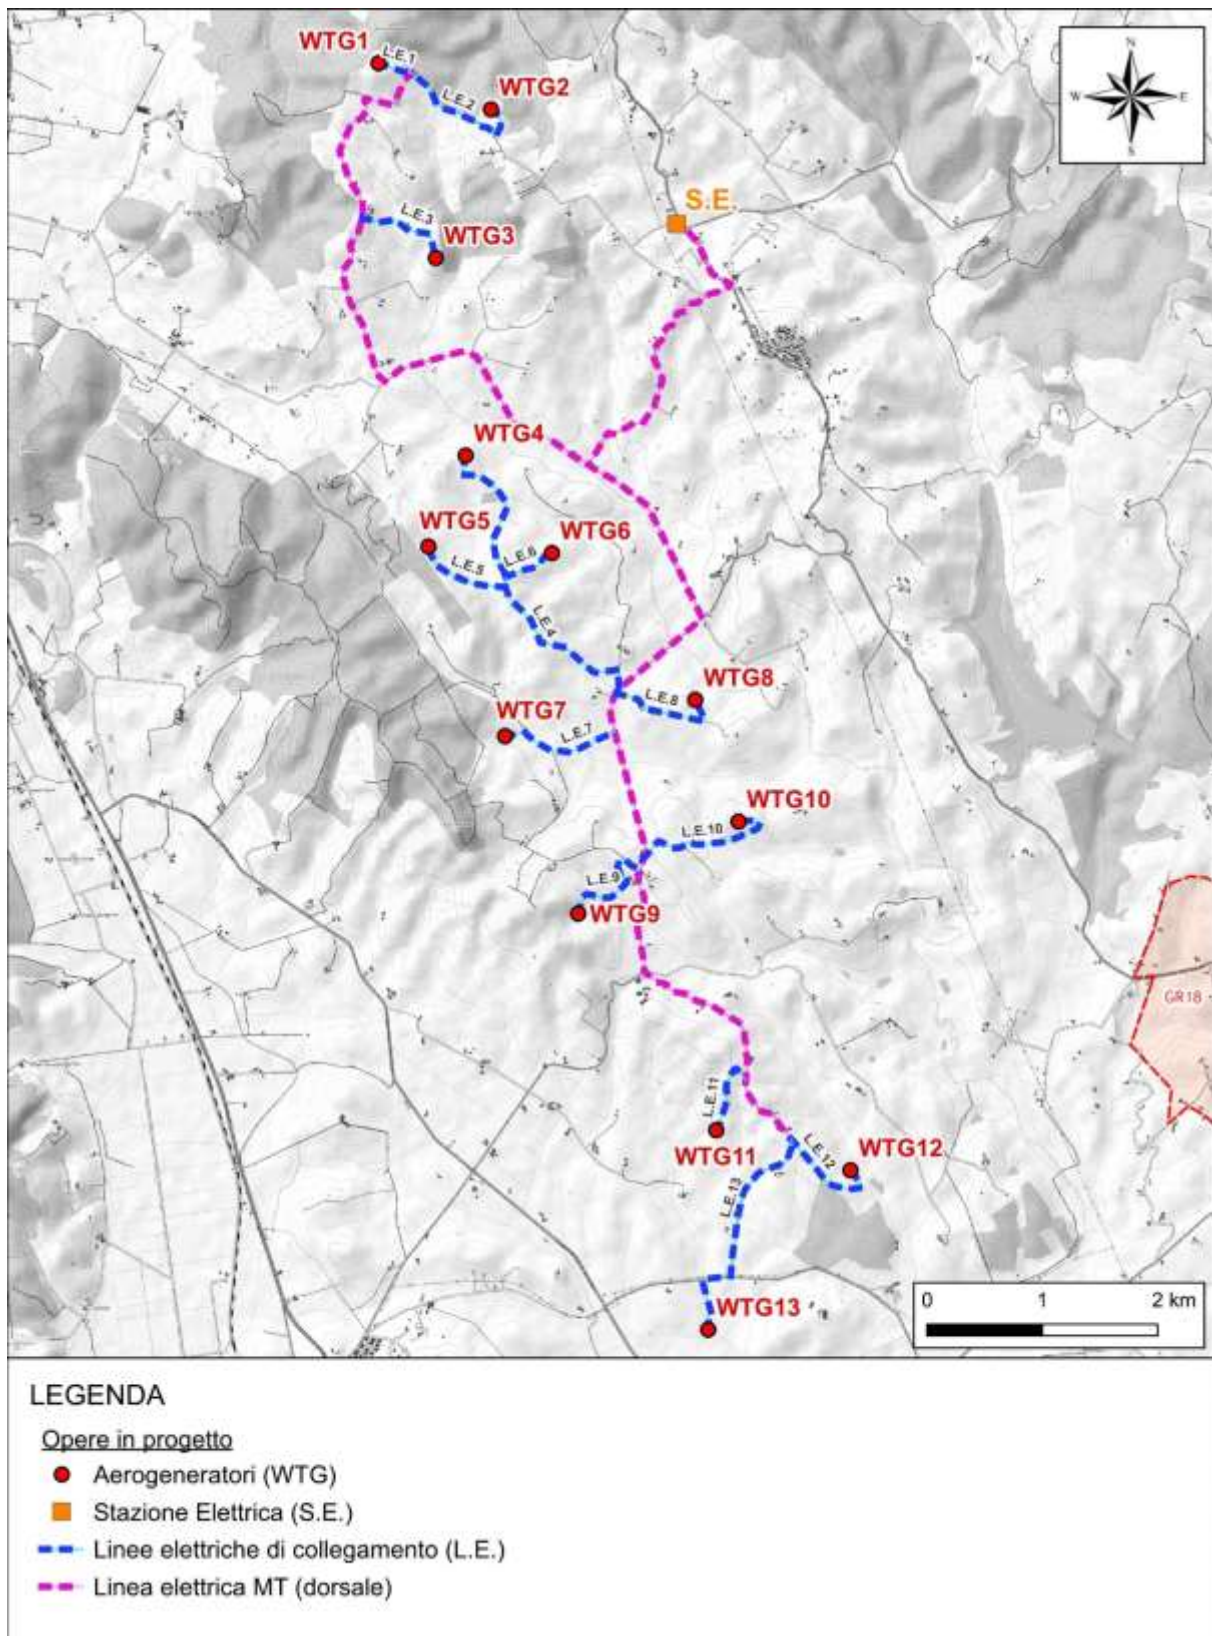 WTG1
L.E.1
N
W
E
S
L.E.2
WTG2
S.E.
L.E.3
WTG3
WTG4
WTG5
WTG6
L.E.6
L.E.5
L.E.4
WTG8
L.E.8
WTG7
L.E.7
WTG10
L.E.10
L.E.9
WTG9
GR18
L.E.11
WTG11
L.E.12
WTG12
L.E.13
WTG13
0 1 2 km
LEGENDA
Opere in progetto
Aerogeneratori (WTG)
Stazione Elettrica (S.E.)
Linee elettriche di collegamento (L.E.)
Linea elettrica MT (dorsale)